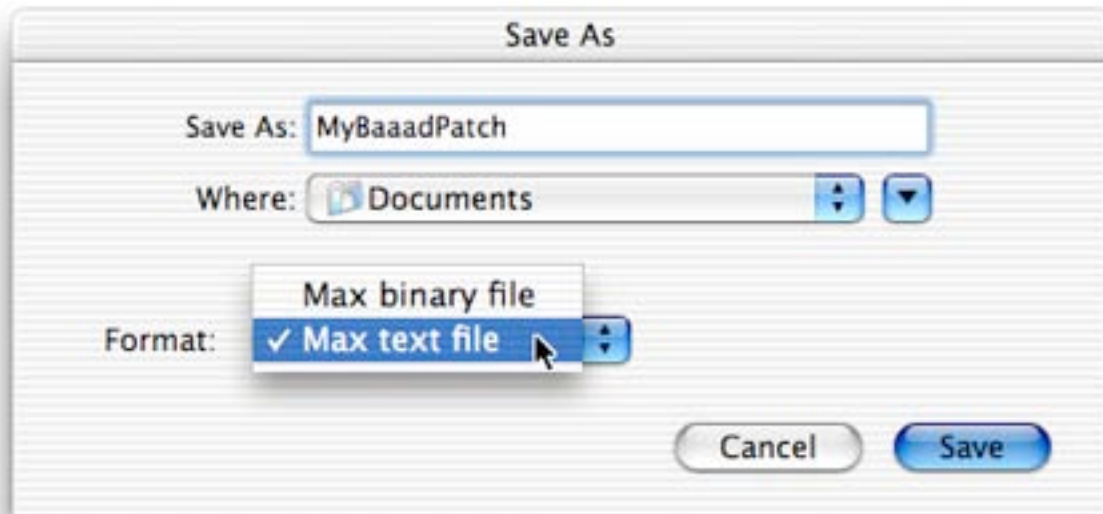 Save As
Save As: MyBaaadPatch
Where: Documents
Max binary file
Format: ✓ Max text file
Cancel Save